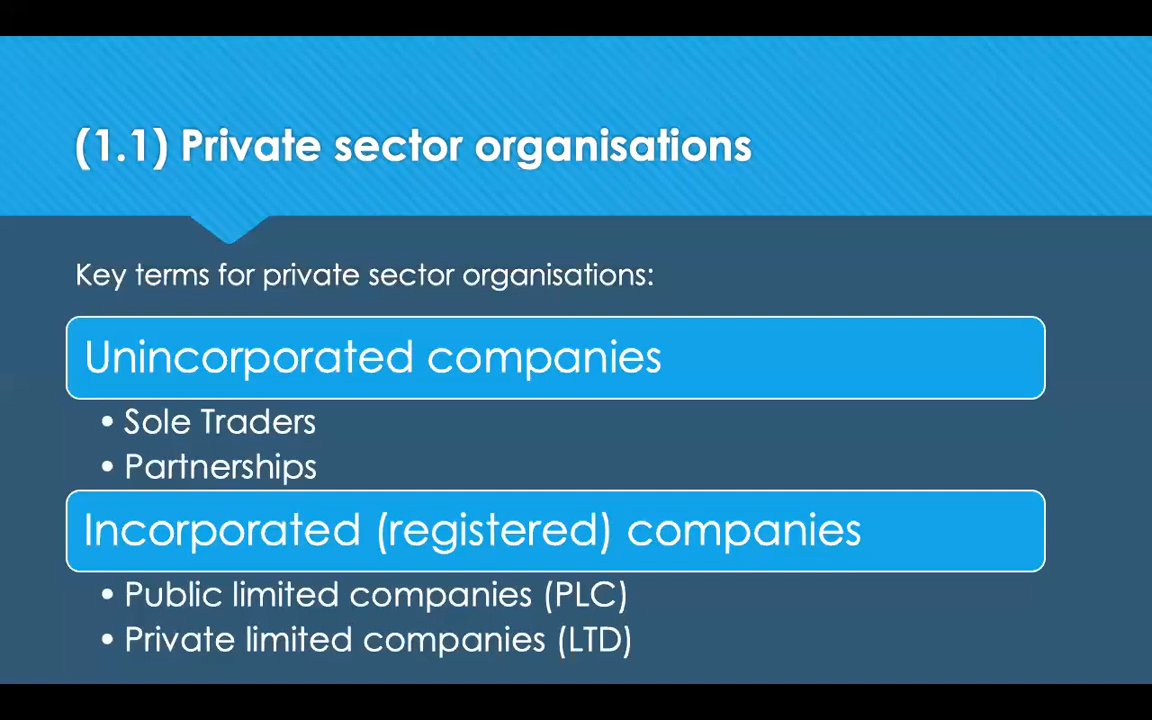 (1.1) Private sector organisations
Key terms for private sector organisations:
Unincorporated companies
• Sole Traders
• Partnerships
Incorporated (registered) companies
• Public limited companies (PLC)
• Private limited companies (LTD)